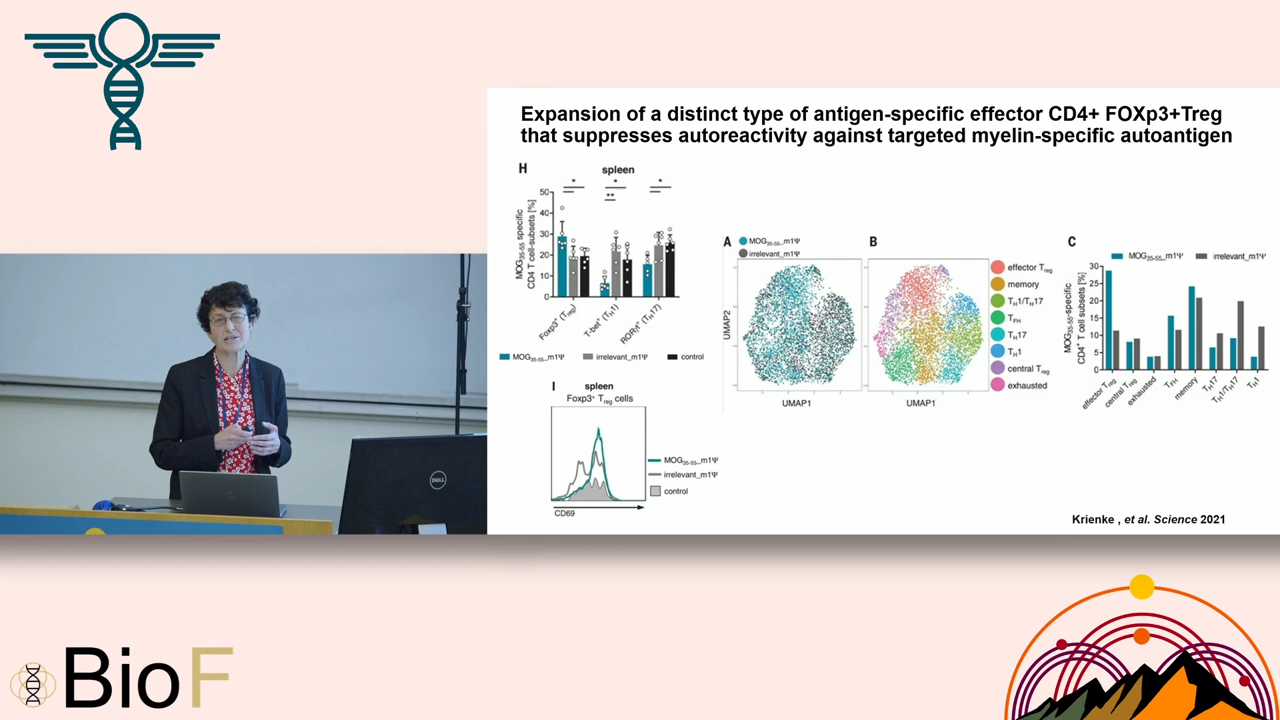 Expansion of a distinct type of antigen-specific effector CD4+ FOXp3+Treg
that suppresses autoreactivity against targeted myelin-specific autoantigen
H
spleen
* * *
**
MOG35-55 specific
CD4 T cell-subsets [%]
50
40
30
20
10
0
Foxp3+ (Treg)
T-bet+ (TH1)
RORγt+ (TH17)
MOG35-55_m1Ψ
irrelevant_m1Ψ
control
I
spleen
Foxp3+ Treg cells
MOG35-55_m1Ψ
irrelevant_m1Ψ
control
CD69
A
MOG35-55_m1Ψ
irrelevant_m1Ψ
UMAP2
UMAP1
B
UMAP1
effector Treg
memory
TH1/TH17
TFH
TH17
TH1
central Treg
exhausted
C
MOG35-55_m1Ψ
irrelevant_m1Ψ
MOG35-55-specific
CD4+ T cell-subsets [%]
30
25
20
15
10
5
0
effector Treg
central Treg
exhausted
TFH
memory
TH17
TH1/TH17
TH1
Krienke , et al. Science 2021
DELL
BioF